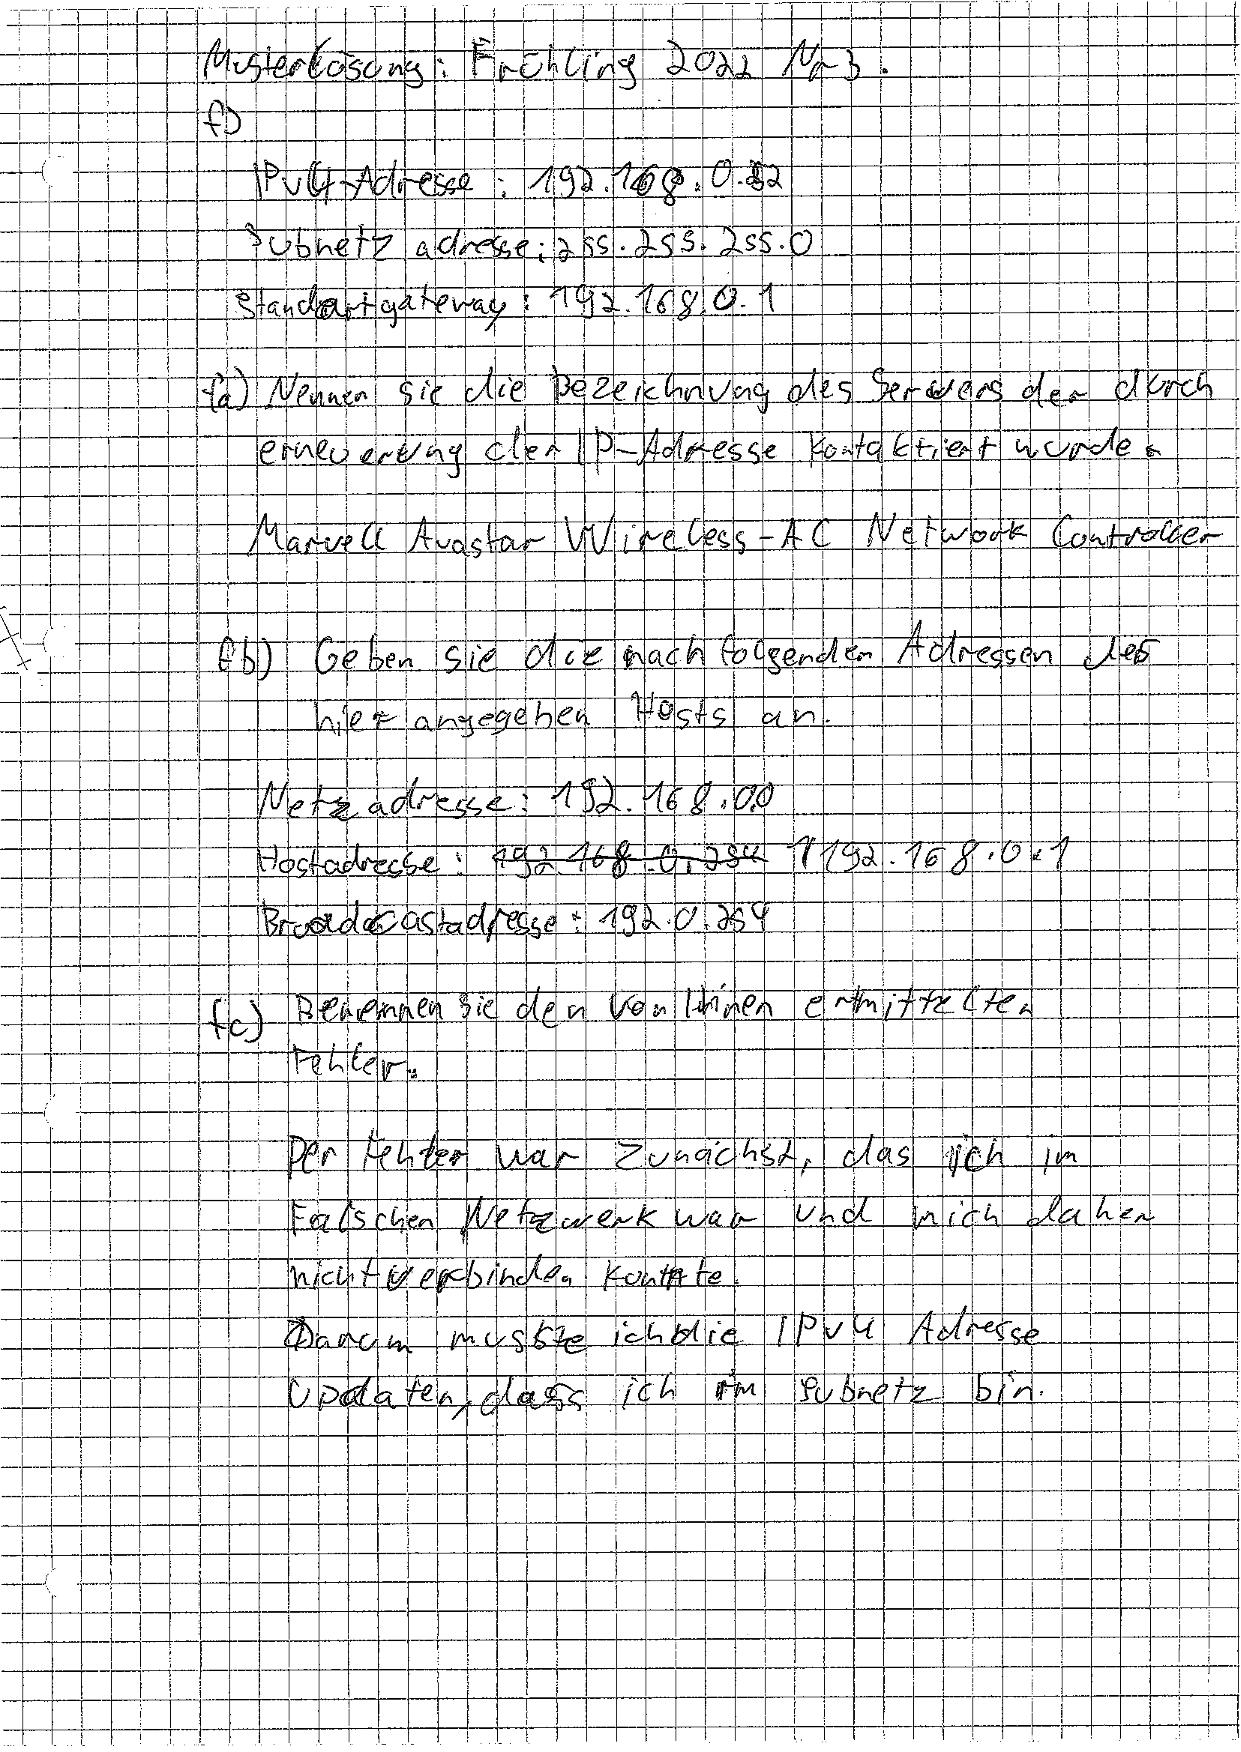 Musterlösung: Frühling 2022 Nr 3.
f)
IPv4-Adresse: 192.168.0.
Subnetz adresse: 255.255.255.0
Standartgateway: 192.168.0.1
fa) Nennen sie die Bezeichnung des Servers der durch
erneuerung der IP-Adresse kontaktiert wurde.
Marvell Avastar Wireless-AC Network Controller
fb) Geben sie die nachfolgenden Adressen des
hier angegeben Hosts an.
Netzadresse: 192.168.0.0
Hostadresse: 192.168.0.254 192.168.0.1
Broadcastadresse: 192.0.254
fc) Benennen sie den von Ihnen ermittelten
Fehler.
Der Fehler war zunächst, das ich im
Falschen Netzwerk war und mich daher
nicht verbinden konnte.
Darum musste ich die IPv4 Adresse
Updaten, dass ich im Subnetz bin.